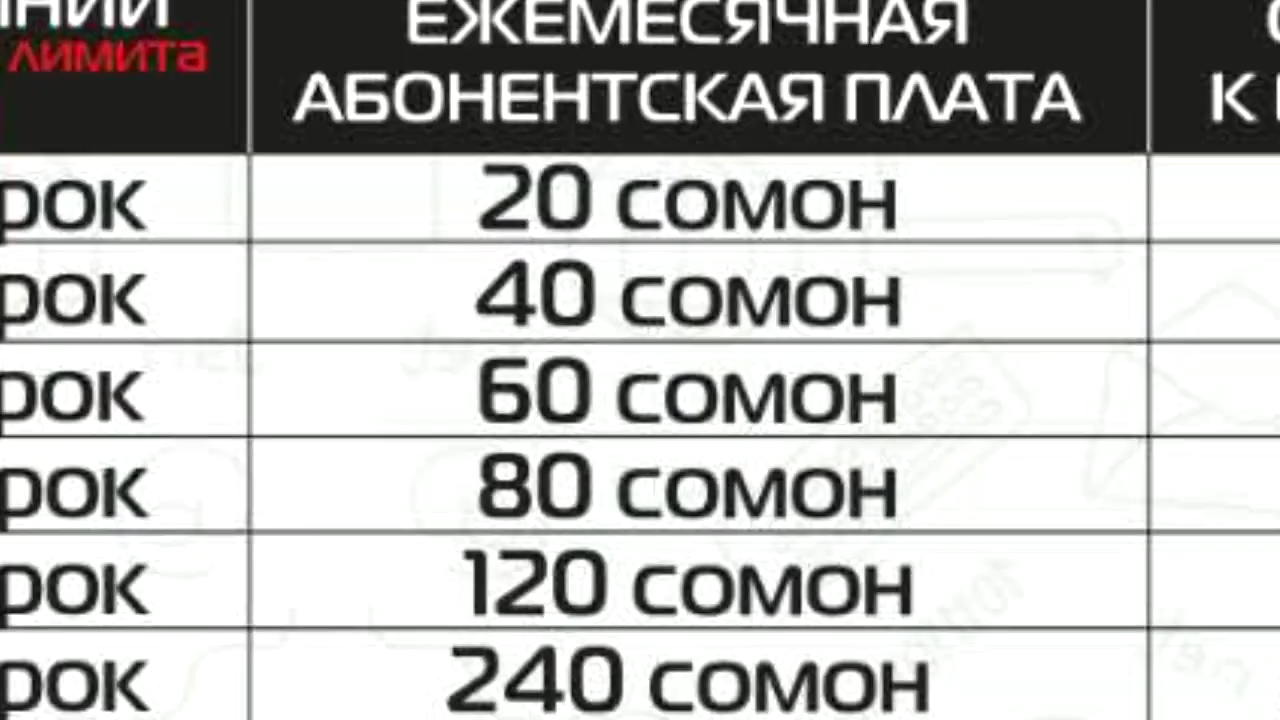 лимита
ЕЖЕМЕСЯЧНАЯ
АБОНЕНТСКАЯ ПЛАТА
К
20 сомон
40 сомон
60 сомон
80 сомон
120 сомон
240 сомон